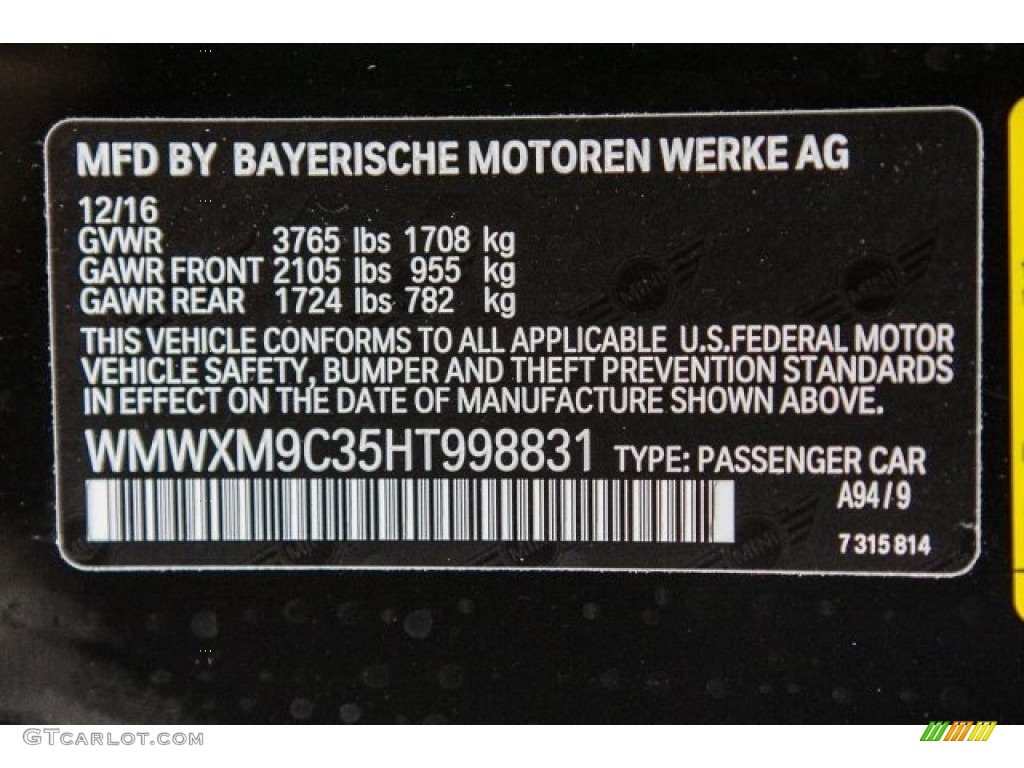 MFD BY BAYERISCHE MOTOREN WERKE AG
12/16
GVWR 3765 lbs 1708 kg
GAWR FRONT 2105 lbs 955 kg
GAWR REAR 1724 lbs 782 kg
THIS VEHICLE CONFORMS TO ALL APPLICABLE U.S.FEDERAL MOTOR
VEHICLE SAFETY, BUMPER AND THEFT PREVENTION STANDARDS
IN EFFECT ON THE DATE OF MANUFACTURE SHOWN ABOVE.
WMWXM9C35HT998831 TYPE: PASSENGER CAR
A94/9
7 315 814
GTCARLOT.COM